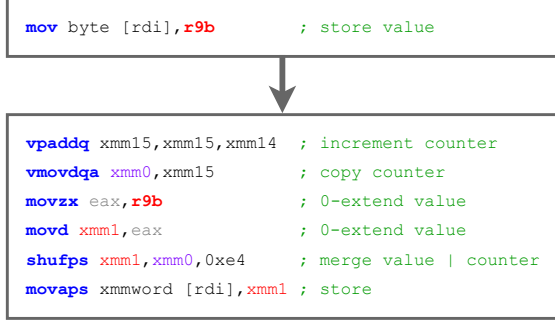 mov byte [rdi],r9b ; store value
vpaddq xmm15,xmm15,xmm14 ; increment counter
vmovdqa xmm0,xmm15 ; copy counter
movzx eax,r9b ; 0-extend value
movd xmm1,eax ; 0-extend value
shufps xmm1,xmm0,0xe4 ; merge value | counter
movaps xmmword [rdi],xmm1 ; store